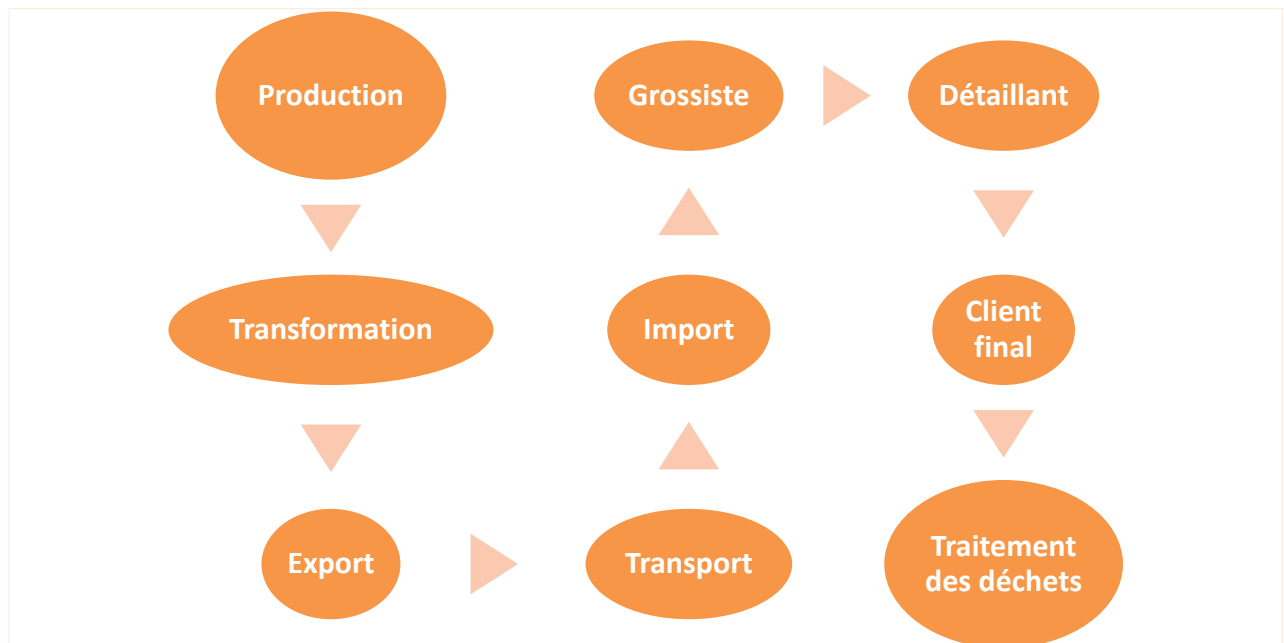 Production
Transformation
Export
Transport
Import
Grossiste
Détaillant
Client
final
Traitement
des déchets